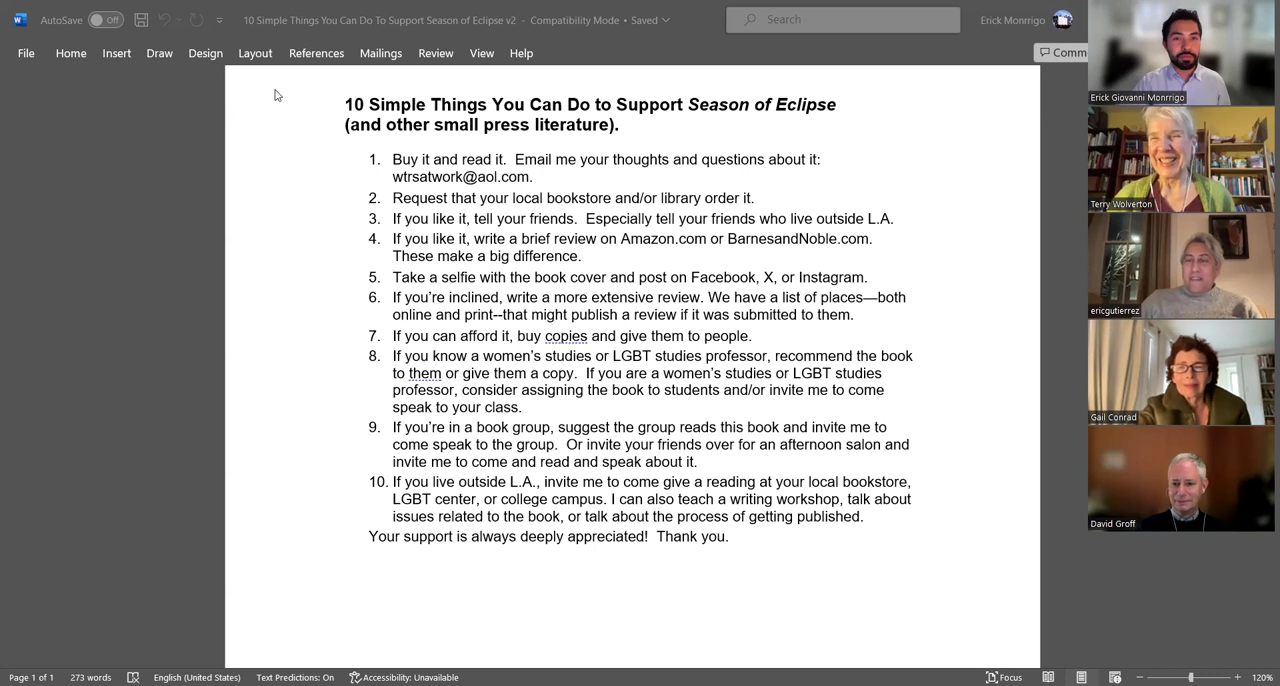 AutoSave Off
10 Simple Things You Can Do To Support Season of Eclipse v2 - Compatibility Mode • Saved
Search
Erick Monrrigo
File Home Insert Draw Design Layout References Mailings Review View Help
Comm
10 Simple Things You Can Do to Support Season of Eclipse
(and other small press literature).
1. Buy it and read it. Email me your thoughts and questions about it:
wtrsatwork@aol.com.
2. Request that your local bookstore and/or library order it.
3. If you like it, tell your friends. Especially tell your friends who live outside L.A.
4. If you like it, write a brief review on Amazon.com or BarnesandNoble.com.
These make a big difference.
5. Take a selfie with the book cover and post on Facebook, X, or Instagram.
6. If you’re inclined, write a more extensive review. We have a list of places—both
online and print--that might publish a review if it was submitted to them.
7. If you can afford it, buy copies and give them to people.
8. If you know a women’s studies or LGBT studies professor, recommend the book
to them or give them a copy. If you are a women’s studies or LGBT studies
professor, consider assigning the book to students and/or invite me to come
speak to your class.
9. If you’re in a book group, suggest the group reads this book and invite me to
come speak to the group. Or invite your friends over for an afternoon salon and
invite me to come and read and speak about it.
10. If you live outside L.A., invite me to come give a reading at your local bookstore,
LGBT center, or college campus. I can also teach a writing workshop, talk about
issues related to the book, or talk about the process of getting published.
Your support is always deeply appreciated! Thank you.
Erick Giovanni Monrrigo
Terry Wolverton
ericgutierrez
Gail Conrad
David Groff
Page 1 of 1 273 words English (United States) Text Predictions: On Accessibility: Unavailable Focus 120%